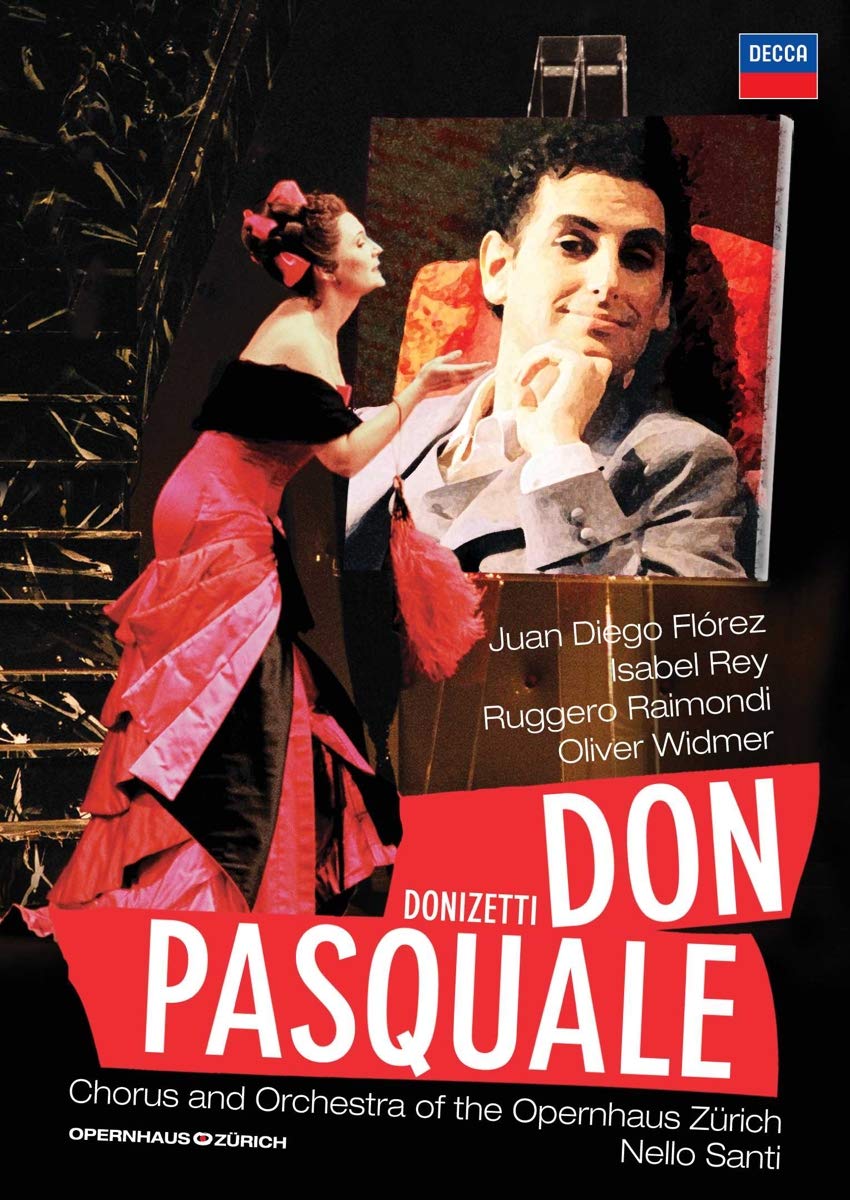 DECCA
Juan Diego Flórez
Isabel Rey
Ruggero Raimondi
Oliver Widmer
DONIZETTI DON
PASQUALE
Chorus and Orchestra of the Opernhaus Zürich
OPERNHAUS ZÜRICH
Nello Santi